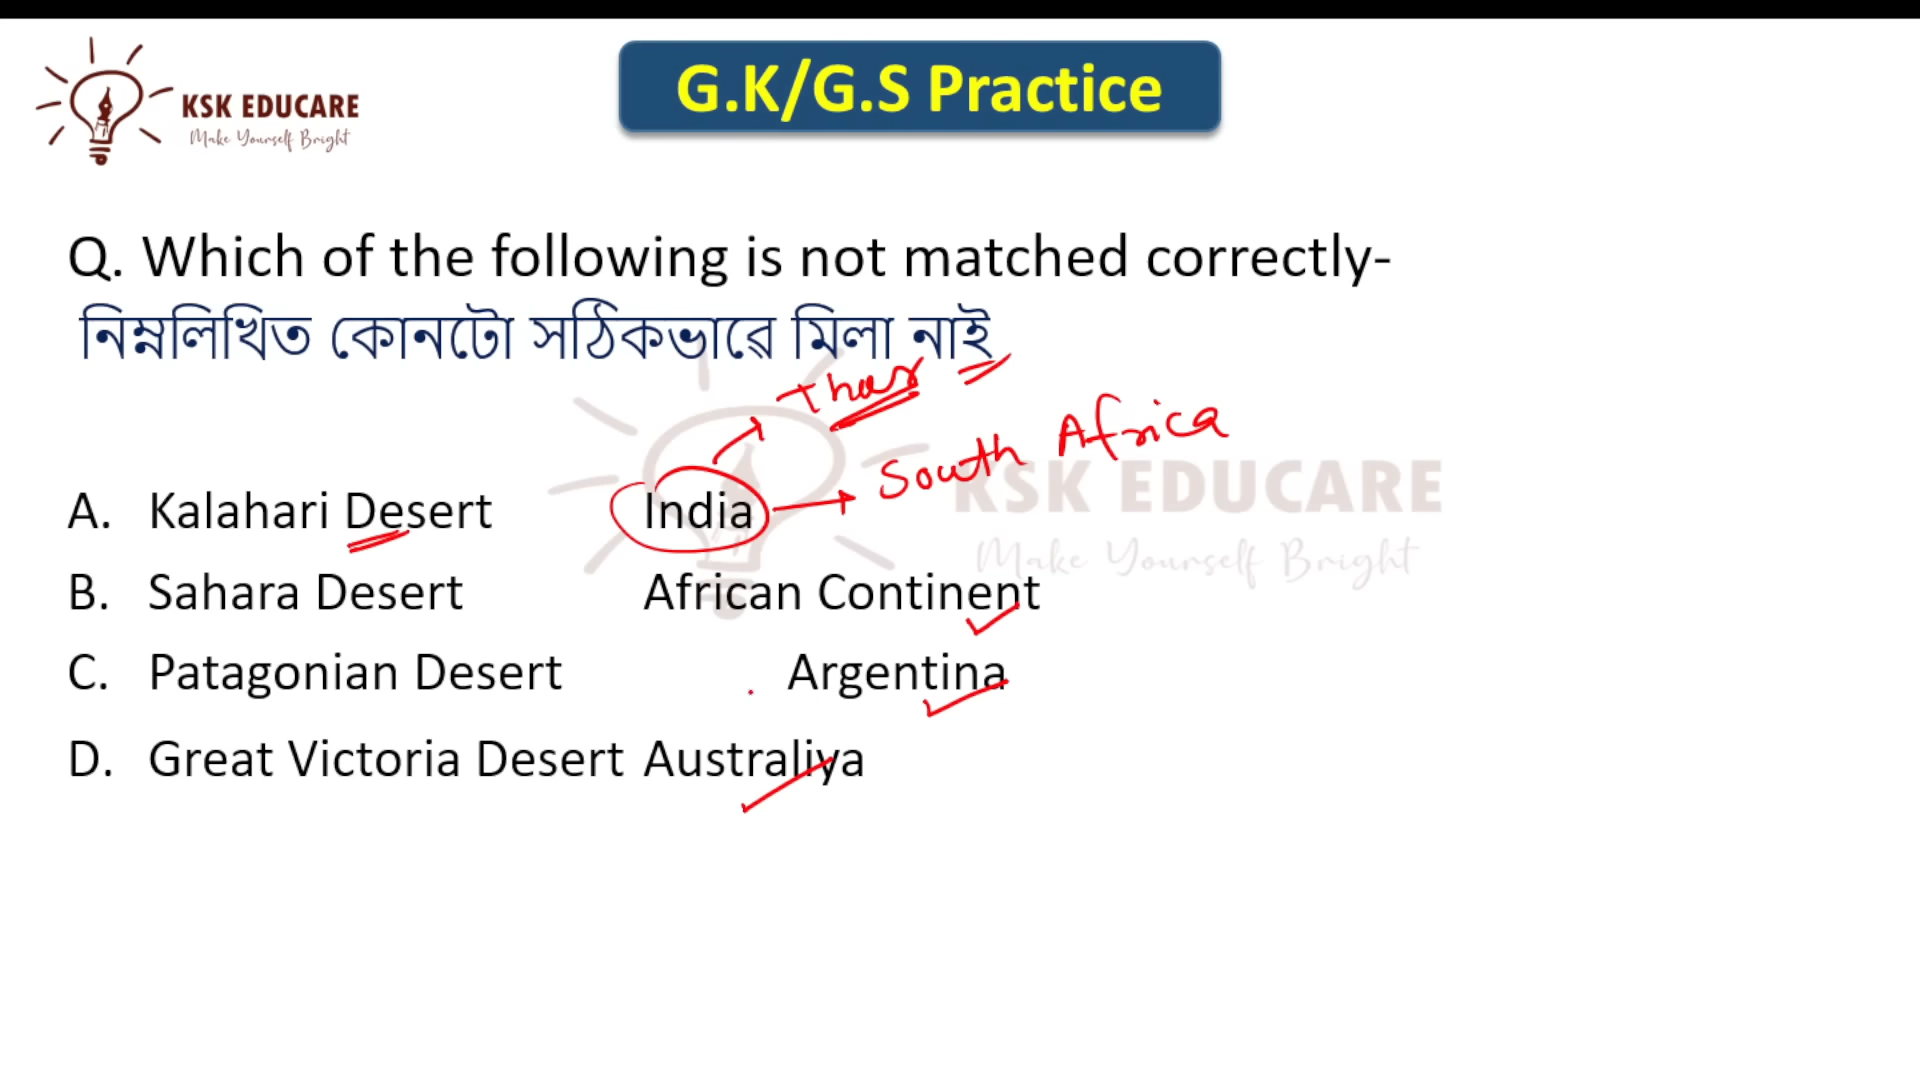 KSK EDUCARE
Make Yourself Bright
G.K/G.S Practice
Q. Which of the following is not matched correctly-
নিম্নলিখিত কোনটো সঠিকভাৱে মিলা নাই
Thar
South Africa
KSK EDUCARE
Make Yourself Bright
A. Kalahari Desert India
B. Sahara Desert African Continent
C. Patagonian Desert Argentina
D. Great Victoria Desert Australiya